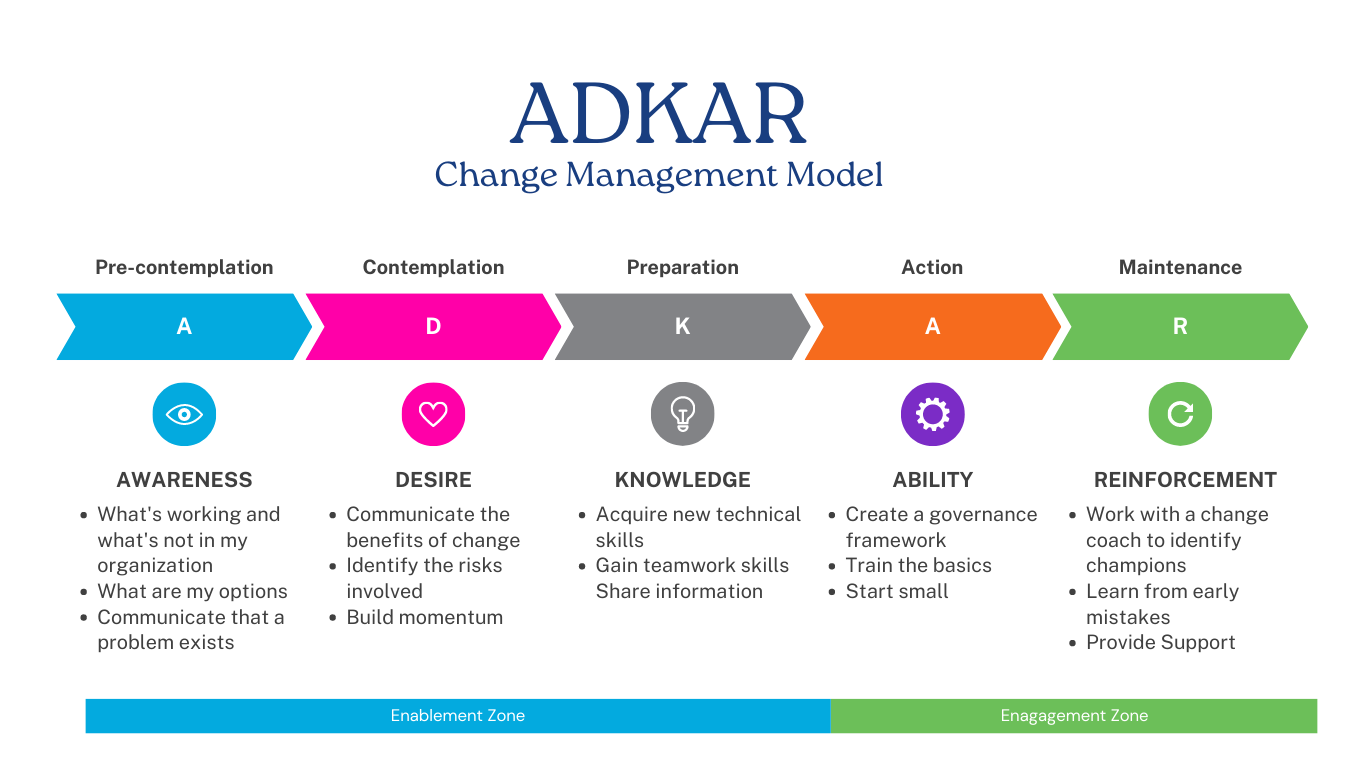 ADKAR
Change Management Model
Pre-contemplation
Contemplation
Preparation
Action
Maintenance
A
D
K
A
R
AWARENESS
• What's working and
what's not in my
organization
• What are my options
• Communicate that a
problem exists
DESIRE
• Communicate the
benefits of change
• Identify the risks
involved
• Build momentum
KNOWLEDGE
• Acquire new technical
skills
• Gain teamwork skills
Share information
ABILITY
• Create a governance
framework
• Train the basics
• Start small
REINFORCEMENT
• Work with a change
coach to identify
champions
• Learn from early
mistakes
• Provide Support
Enablement Zone
Enagagement Zone